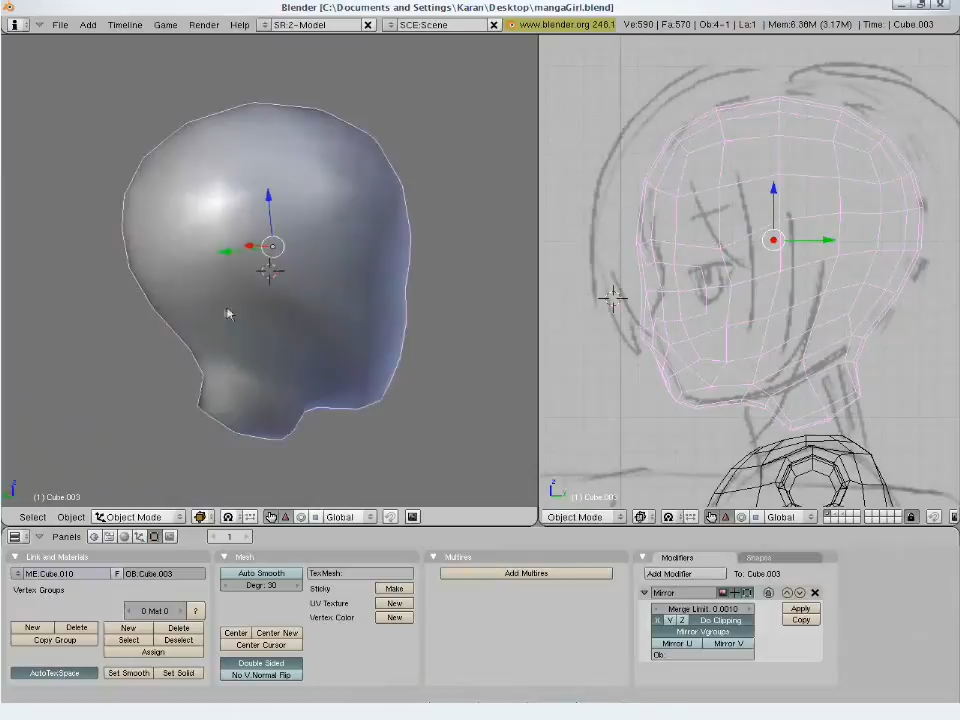 Blender [C:\Documents and Settings\Karan\Desktop\mangaGirl.blend]
File Add Timeline Game Render Help SR:2-Model SCE:Scene www.blender.org 248.1 Ve:590 | Fa:570 | Ob:4-1 | La:1 | Mem:6.38M (3.17M) | Time: | Cube.003
z
(1) Cube.003
z y
(1) Cube.003
Select Object Object Mode Global
Object Mode Global
Panels 1
Link and Materials
ME:Cube.010 F OB:Cube.003
Vertex Groups
0 Mat 0 ?
New Delete New Delete
Copy Group Select Deselect
Assign
AutoTexSpace Set Smooth Set Solid
Mesh
Auto Smooth TexMesh:
Degr: 30 Sticky Make
UV Texture New
Vertex Color New
Center Center New
Center Cursor
Double Sided
No V.Normal Flip
Multires
Add Multires
Modifiers Shapes
Add Modifier To: Cube.003
Mirror
Merge Limit: 0.0010 Apply
X Y Z Do Clipping Copy
Mirror Vgroups
Mirror U Mirror V
Ob: